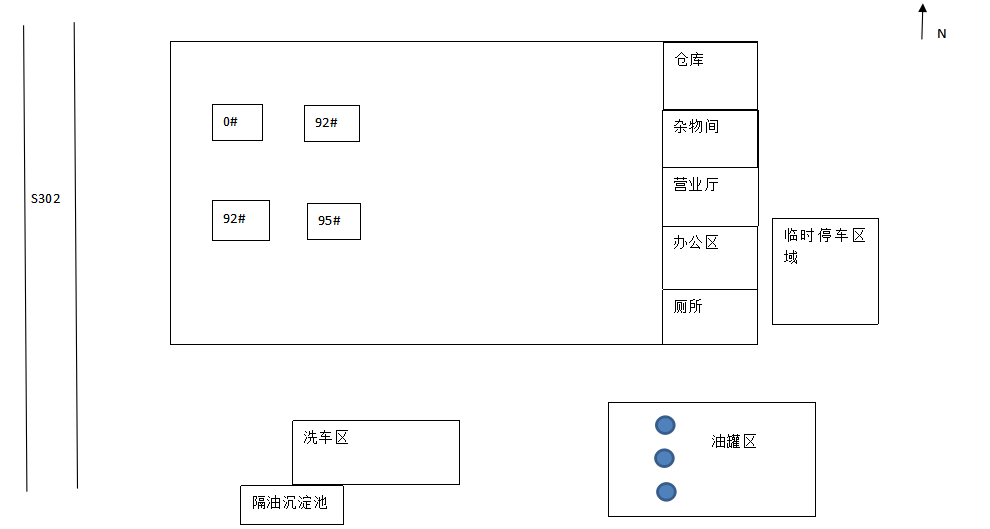 N
仓库
0#
92#
杂物间
营业厅
S302
92#
95#
办公区
临时停车区
域
厕所
洗车区
油罐区
隔油沉淀池